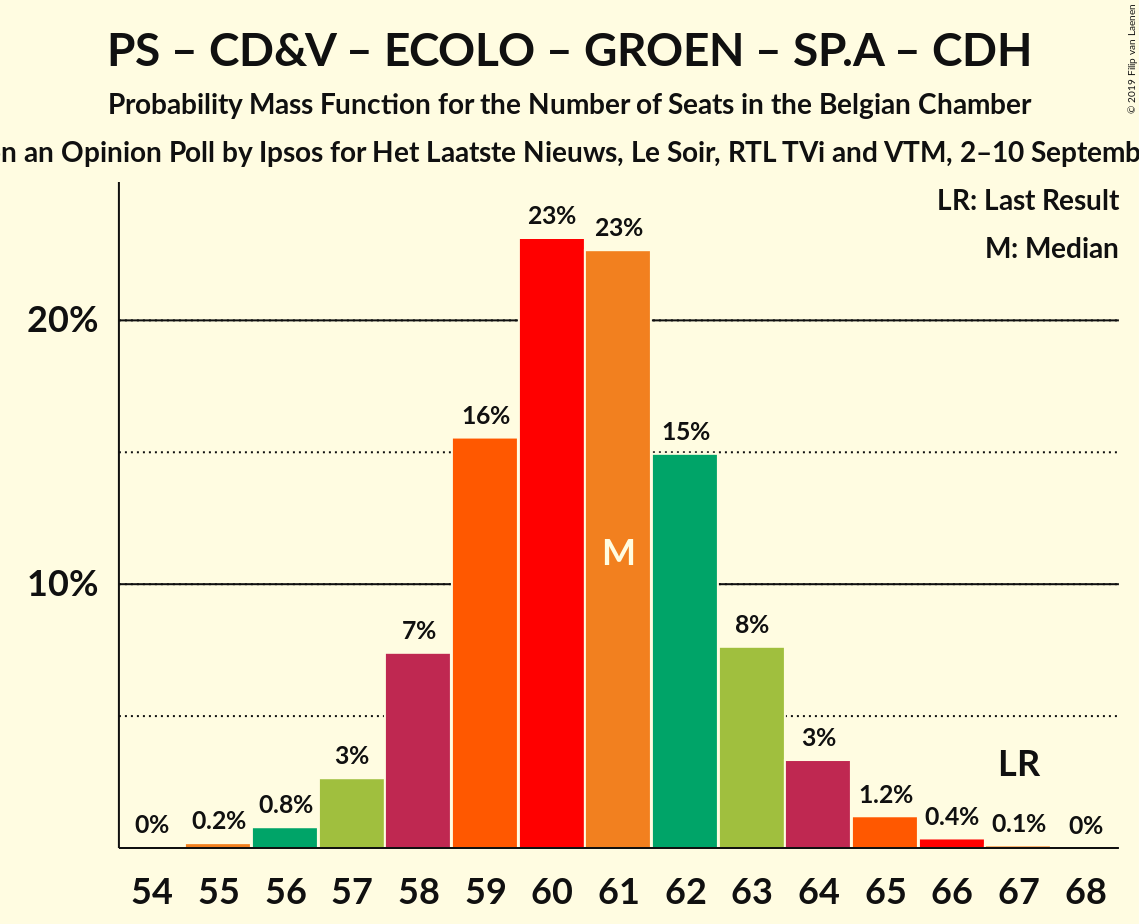 PS – CD&V – ECOLO – GROEN – SP.A – CDH
© 2019 Filip van Laenen
Probability Mass Function for the Number of Seats in the Belgian Chamber
n an Opinion Poll by Ipsos for Het Laatste Nieuws, Le Soir, RTL TVi and VTM, 2–10 Septemb
LR: Last Result
M: Median
23%
23%
20%
16%
15%
M
10%
7%
8%
3%
3%
LR
0%
0.2%
0.8%
1.2%
0.4%
0.1%
0%
54 55 56 57 58 59 60 61 62 63 64 65 66 67 68